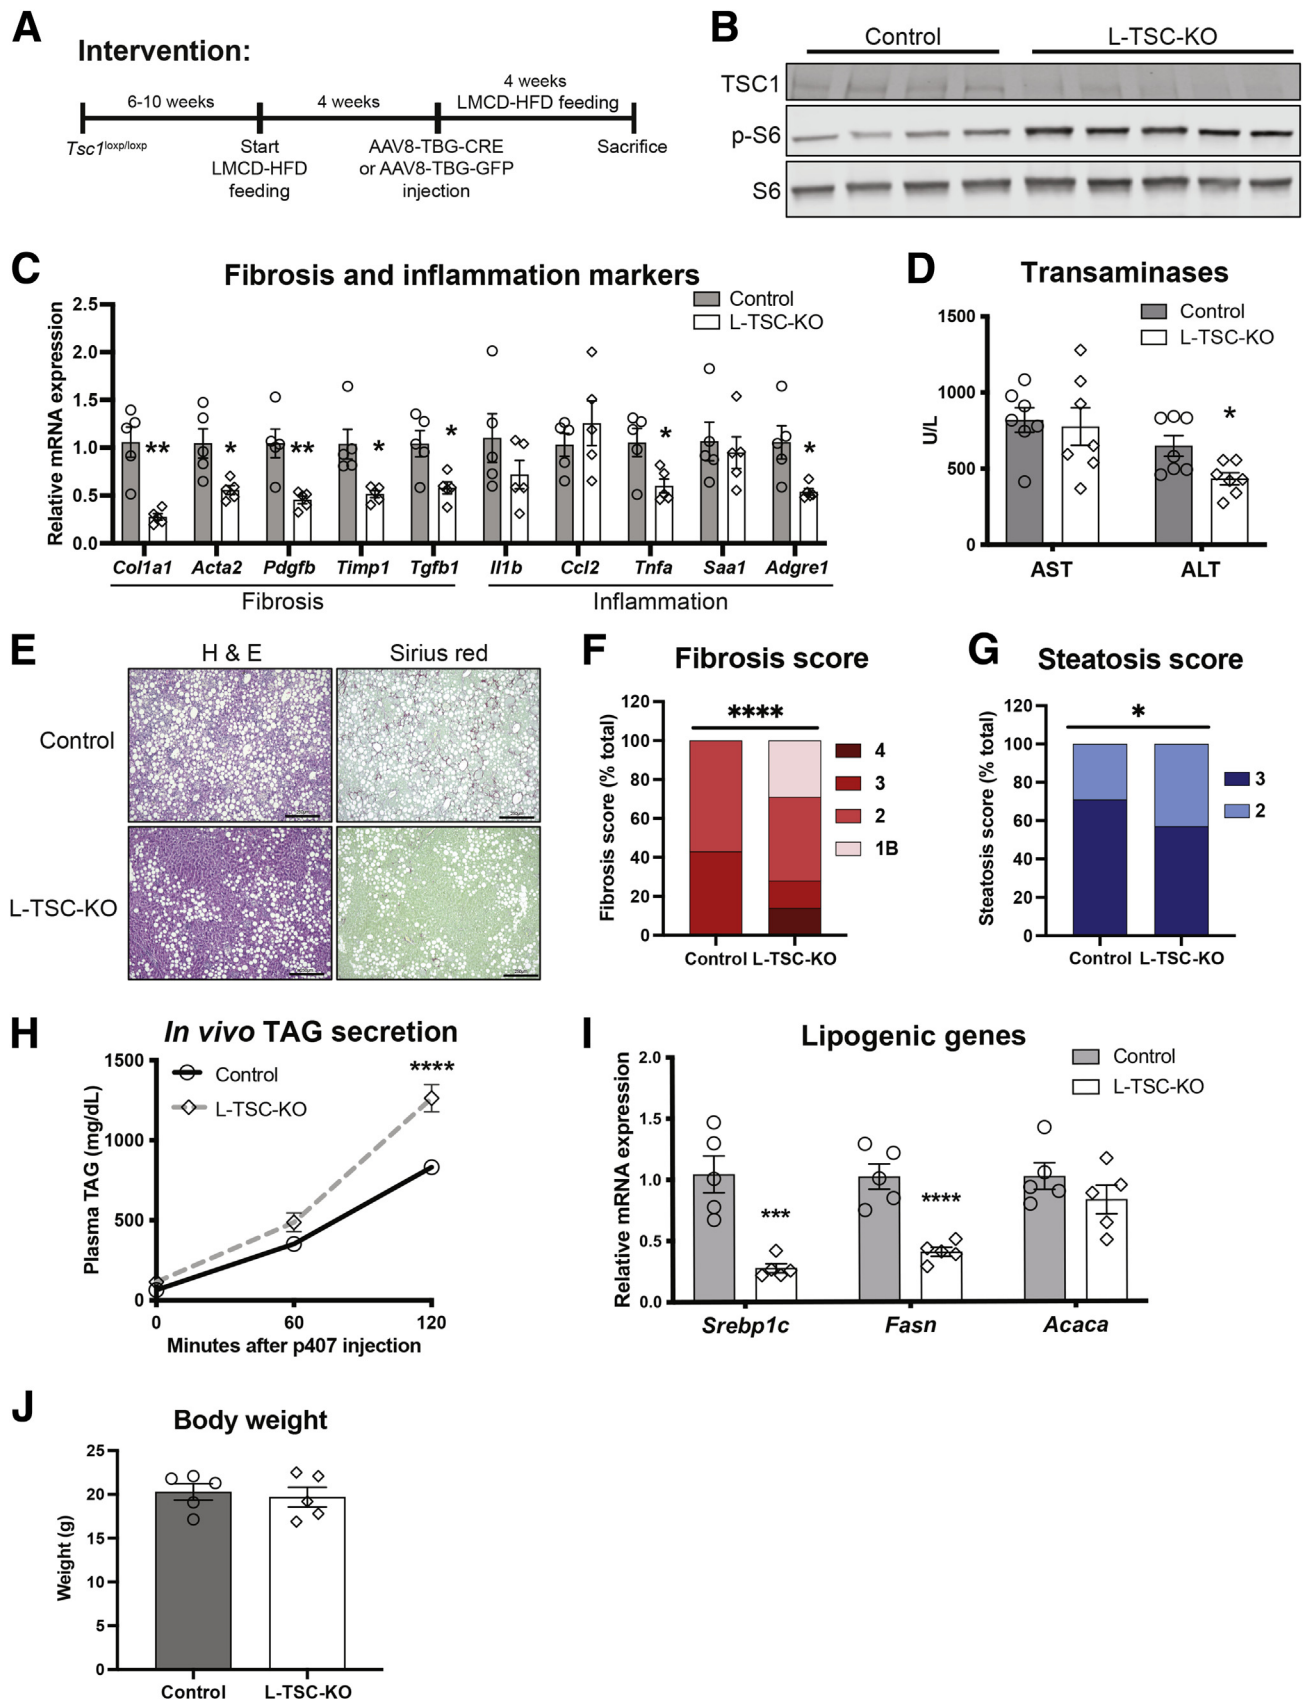 A
Intervention:
6-10 weeks
4 weeks
4 weeks
LMCD-HFD feeding
Tsc1loxp/loxp
Start
LMCD-HFD
feeding
AAV8-TBG-CRE
or AAV8-TBG-GFP
injection
Sacrifice
B
Control
L-TSC-KO
TSC1
p-S6
S6
C
Fibrosis and inflammation markers
Control
L-TSC-KO
Relative mRNA expression
2.5
2.0
1.5
1.0
0.5
0.0
** * ** * * * *
Col1a1 Acta2 Pdgfb Timp1 Tgfb1 Il1b Ccl2 Tnfa Saa1 Adgre1
Fibrosis
Inflammation
D
Transaminases
Control
L-TSC-KO
U/L
1500
1000
500
0
*
AST ALT
E
H & E
Sirius red
Control
L-TSC-KO
F
Fibrosis score
Fibrosis score (% total)
120
100
80
60
40
20
0
****
4
3
2
1B
Control L-TSC-KO
G
Steatosis score
Steatosis score (% total)
120
100
80
60
40
20
0
*
3
2
Control L-TSC-KO
H
In vivo TAG secretion
Control
L-TSC-KO
Plasma TAG (mg/dL)
1500
1000
500
0
****
0 60 120
Minutes after p407 injection
I
Lipogenic genes
Control
L-TSC-KO
Relative mRNA expression
2.0
1.5
1.0
0.5
0.0
*** ****
Srebp1c Fasn Acaca
J
Body weight
Weight (g)
25
20
15
10
5
0
Control L-TSC-KO